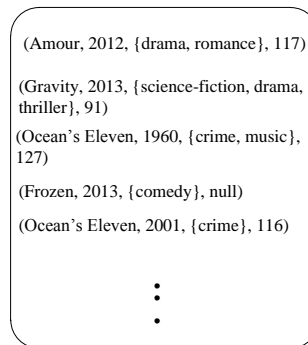 (Amour, 2012, {drama, romance}, 117)
(Gravity, 2013, {science-fiction, drama,
thriller}, 91)
(Ocean's Eleven, 1960, {crime, music},
127)
(Frozen, 2013, {comedy}, null)
(Ocean's Eleven, 2001, {crime}, 116)